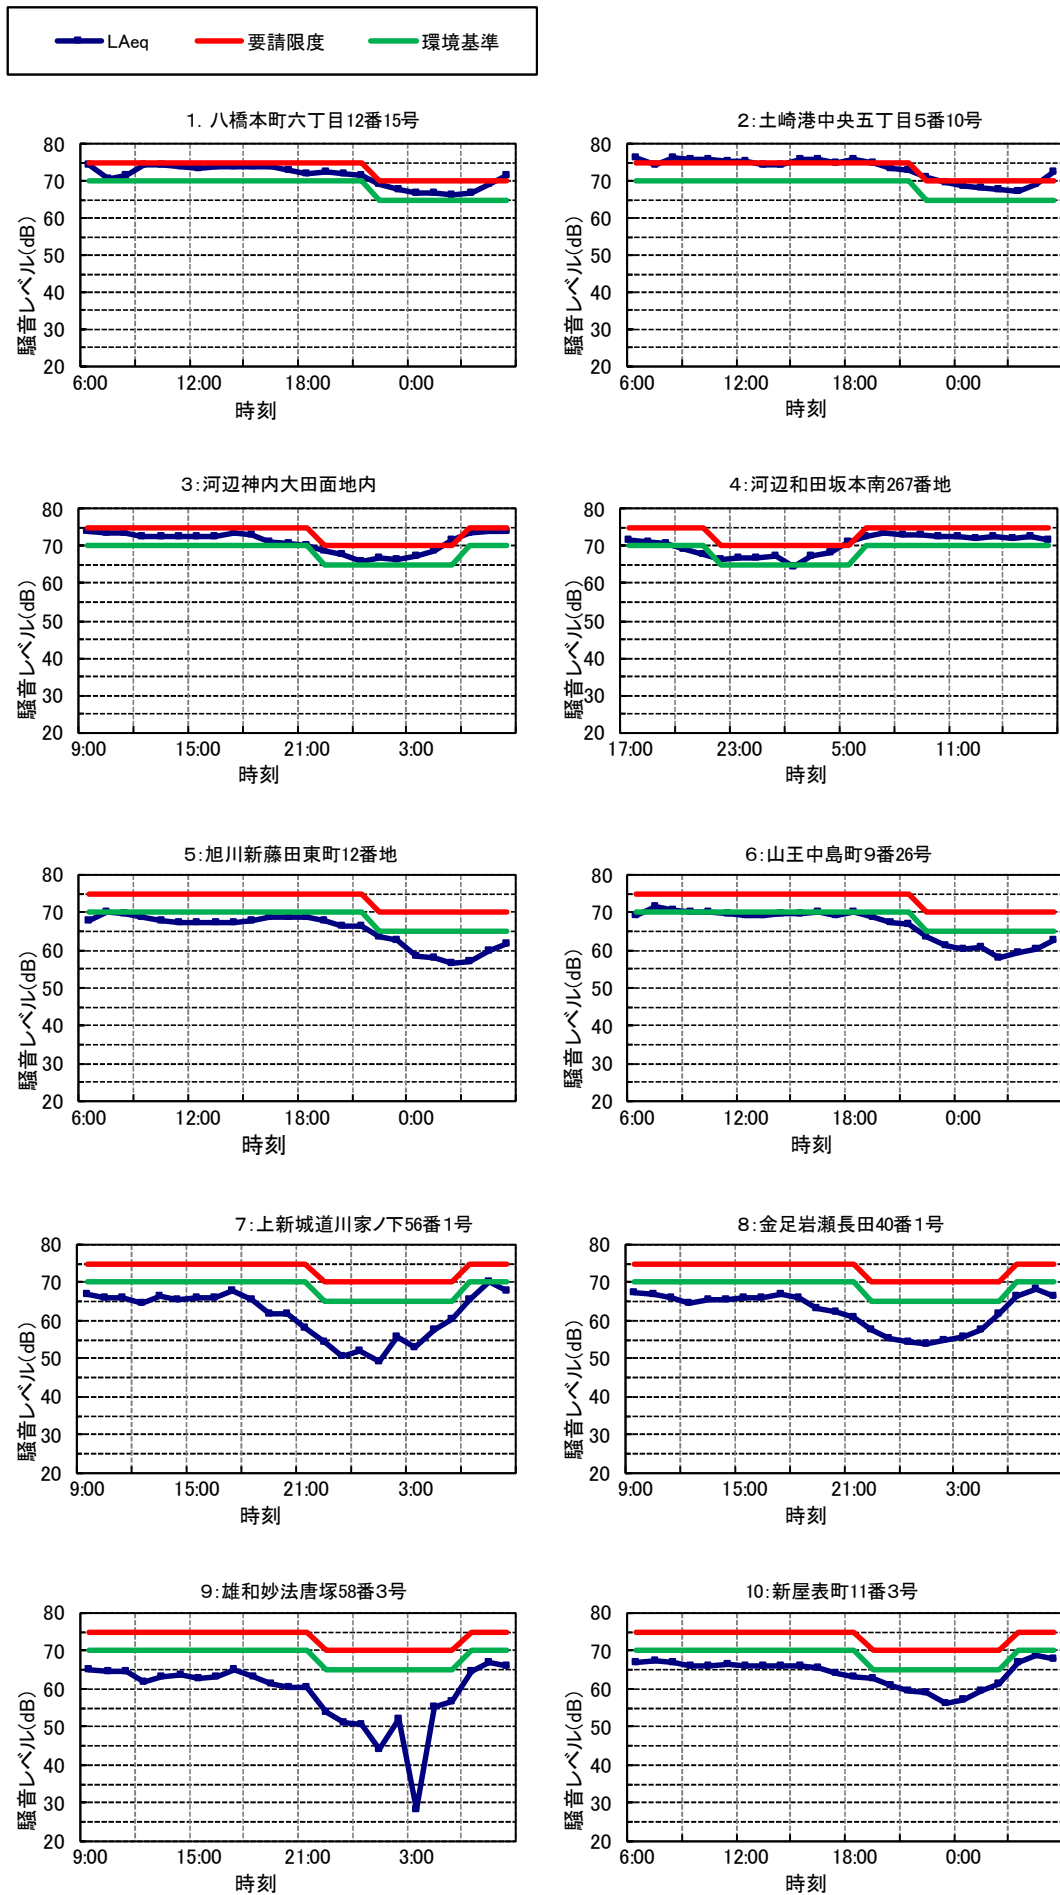 LAeq 要請限度 環境基準
1. 八橋本町六丁目12番15号
騒音レベル(dB)
80
70
60
50
40
30
20
6:00 12:00 18:00 0:00
時刻
2:土崎港中央五丁目5番10号
騒音レベル(dB)
80
70
60
50
40
30
20
6:00 12:00 18:00 0:00
時刻
3:河辺神内大田面地内
騒音レベル(dB)
80
70
60
50
40
30
20
9:00 15:00 21:00 3:00
時刻
4:河辺和田坂本南267番地
騒音レベル(dB)
80
70
60
50
40
30
20
17:00 23:00 5:00 11:00
時刻
5:旭川新藤田東町12番地
騒音レベル(dB)
80
70
60
50
40
30
20
6:00 12:00 18:00 0:00
時刻
6:山王中島町9番26号
騒音レベル(dB)
80
70
60
50
40
30
20
6:00 12:00 18:00 0:00
時刻
7:上新城道川家ノ下56番1号
騒音レベル(dB)
80
70
60
50
40
30
20
9:00 15:00 21:00 3:00
時刻
8:金足岩瀬長田40番1号
騒音レベル(dB)
80
70
60
50
40
30
20
9:00 15:00 21:00 3:00
時刻
9:雄和妙法唐塚58番3号
騒音レベル(dB)
80
70
60
50
40
30
20
9:00 15:00 21:00 3:00
時刻
10:新屋表町11番3号
騒音レベル(dB)
80
70
60
50
40
30
20
6:00 12:00 18:00 0:00
時刻